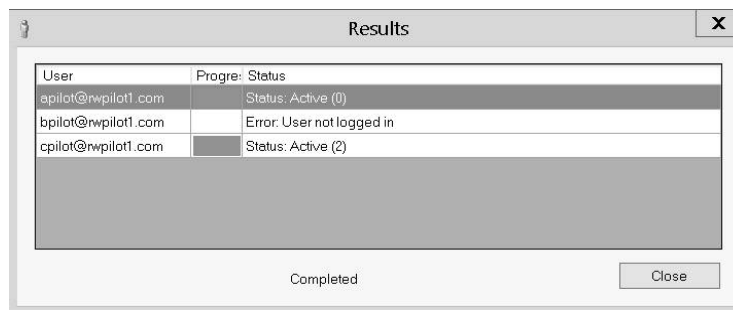 Results
X
User Progre: Status
apilot@rwpilot1.com Status: Active (0)
bpilot@rwpilot1.com Error: User not logged in
cpilot@rwpilot1.com Status: Active (2)
Completed Close